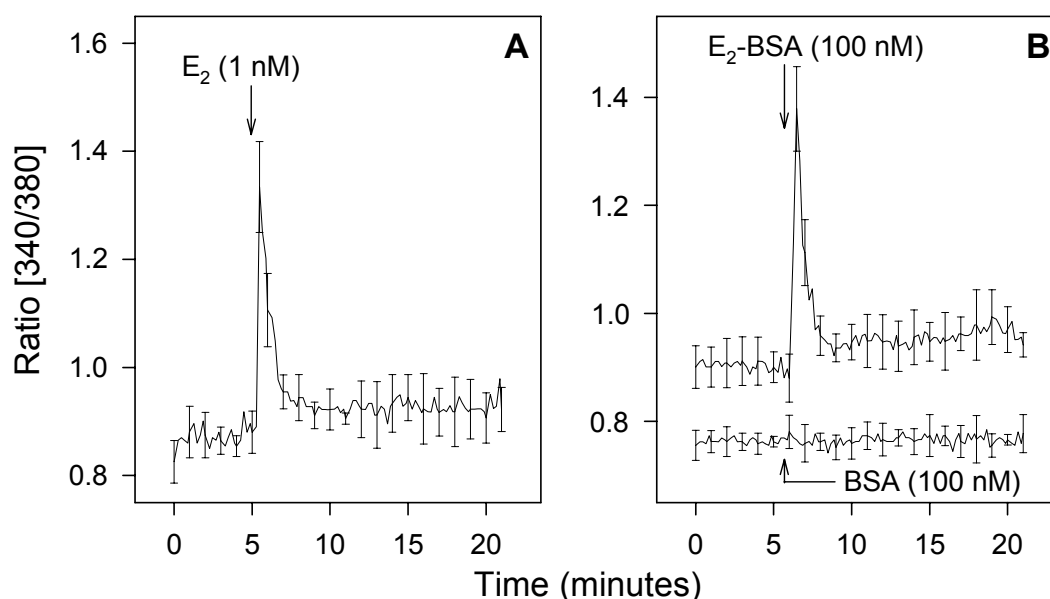 A
E₂ (1 nM)
1.6
1.4
1.2
1.0
0.8
Ratio [340/380]
0 5 10 15 20
B
E₂-BSA (100 nM)
1.4
1.2
1.0
0.8
BSA (100 nM)
0 5 10 15 20
Time (minutes)